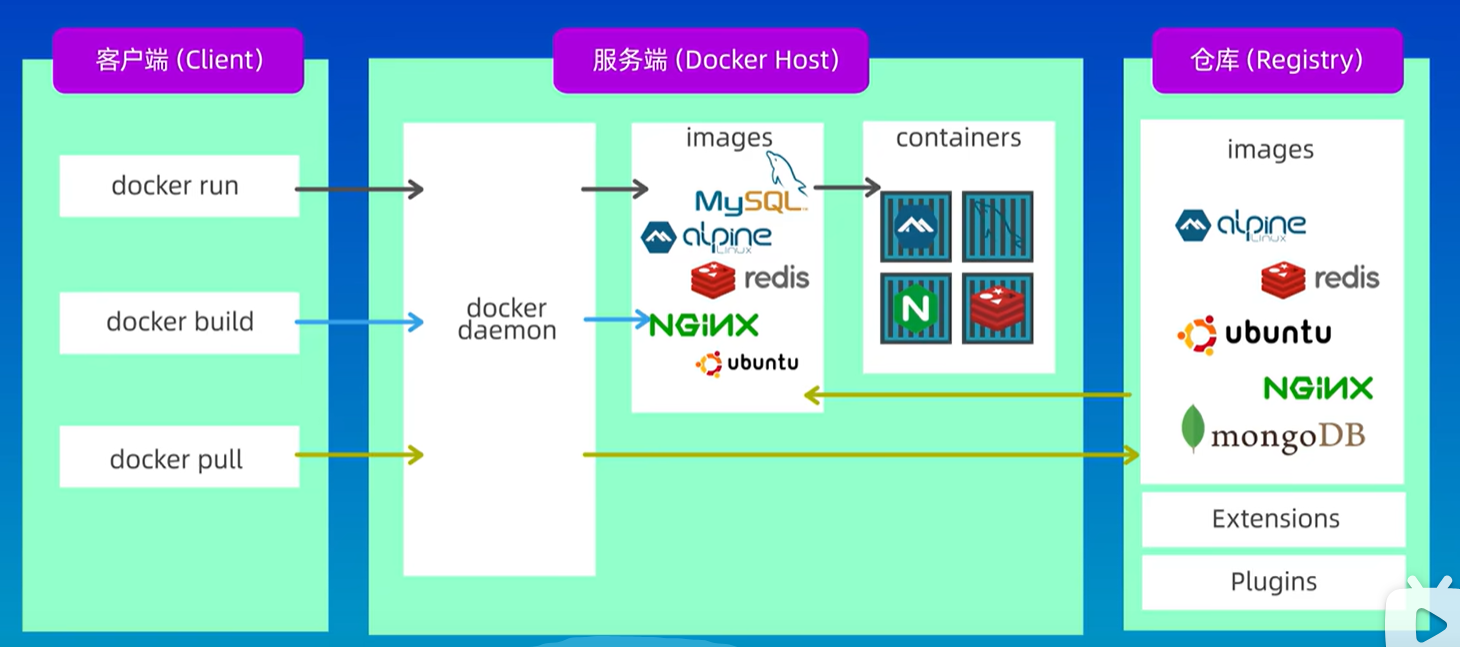 客户端 (Client)
服务端 (Docker Host)
仓库 (Registry)
docker run
docker build
docker pull
docker
daemon
images
MySQL
alpine
Linux
redis
NGiNX
ubuntu
containers
N
images
alpine
Linux
redis
ubuntu
NGiNX
mongoDB
Extensions
Plugins